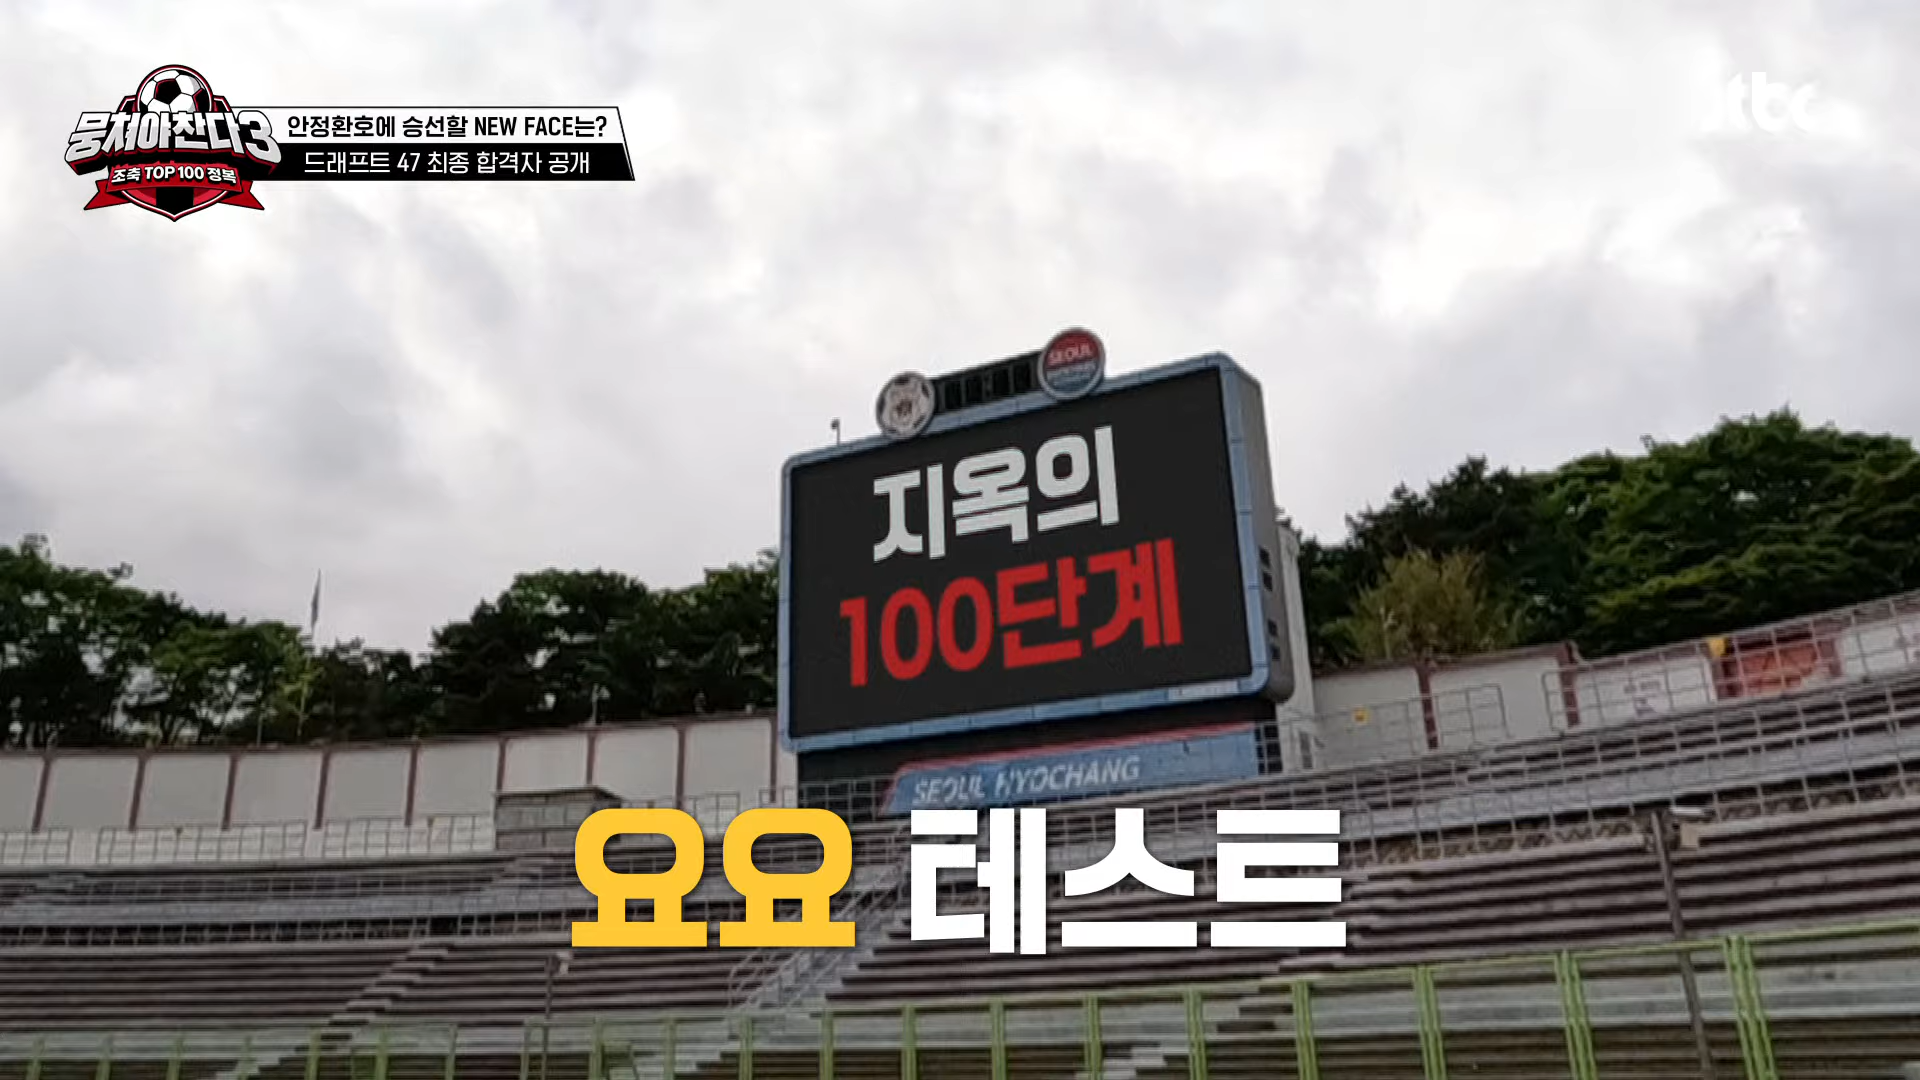 뭉쳐야 찬다3
조축 TOP 100 정복
안정환호에 승선할 NEW FACE는?
드래프트 47 최종 합격자 공개
jtbc
SEOUL
지옥의
100단계
SEOUL HYOCHANG
요요 테스트